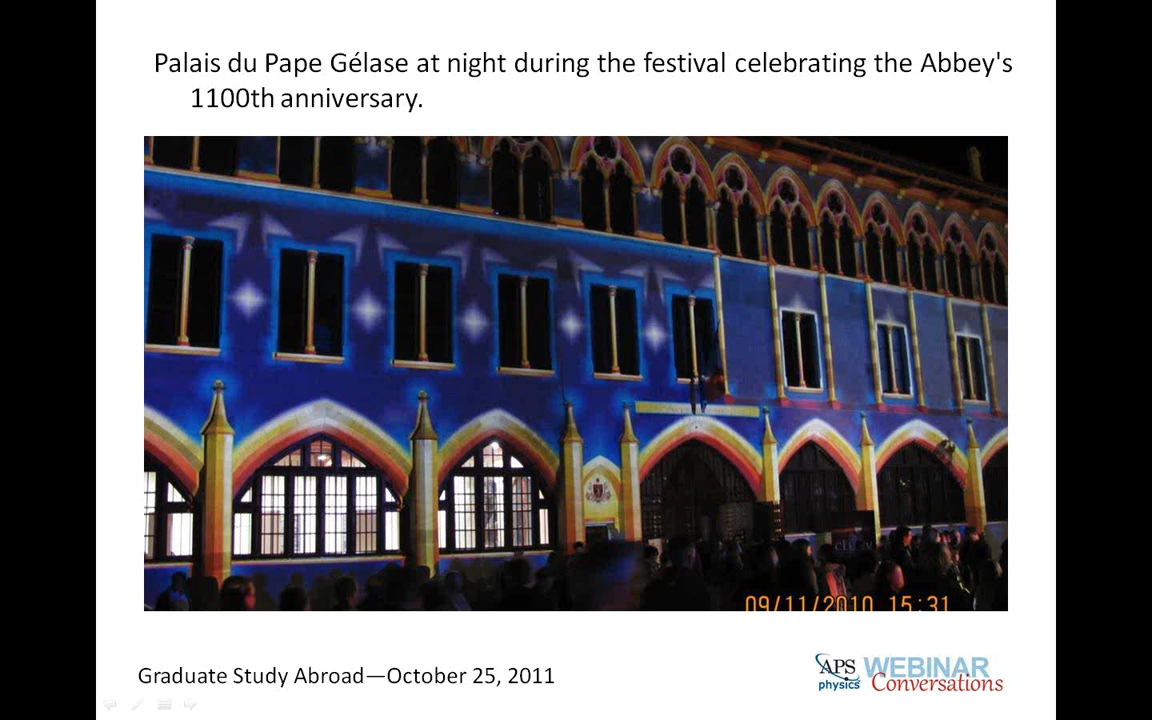 Palais du Pape Gélase at night during the festival celebrating the Abbey's
1100th anniversary.
09/11/2010 15:31
Graduate Study Abroad—October 25, 2011
APS
physics
WEBINAR
Conversations